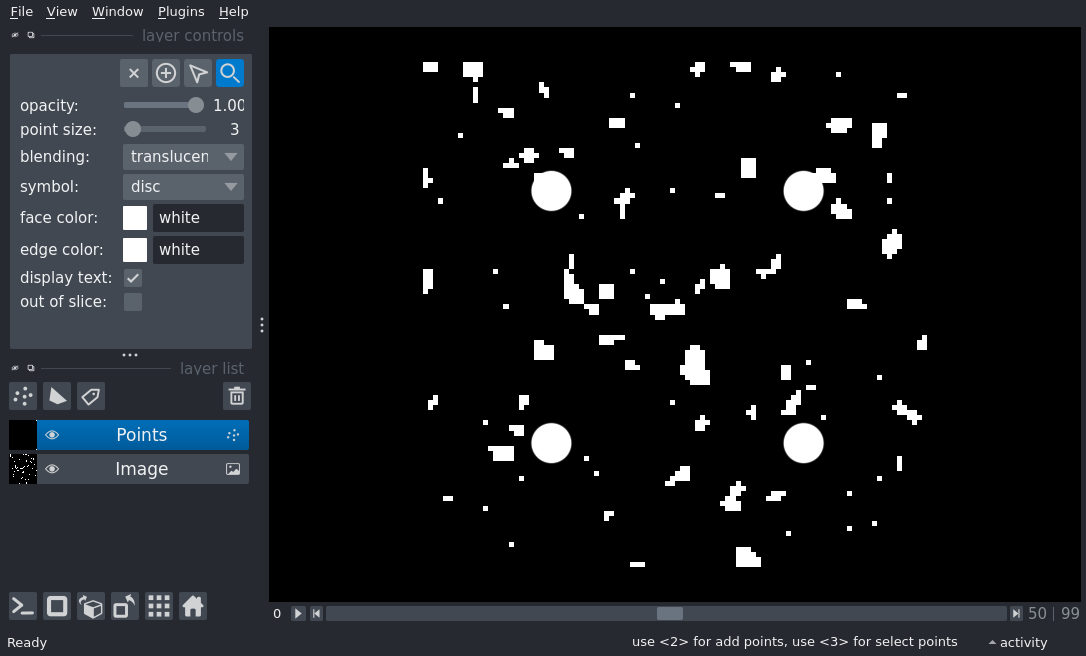 File View Window Plugins Help
layer controls
opacity: 1.00
point size: 3
blending: translucen
symbol: disc
face color: white
edge color: white
display text:
out of slice:
layer list
Points
Image
0 50 | 99
Ready use <2> for add points, use <3> for select points activity